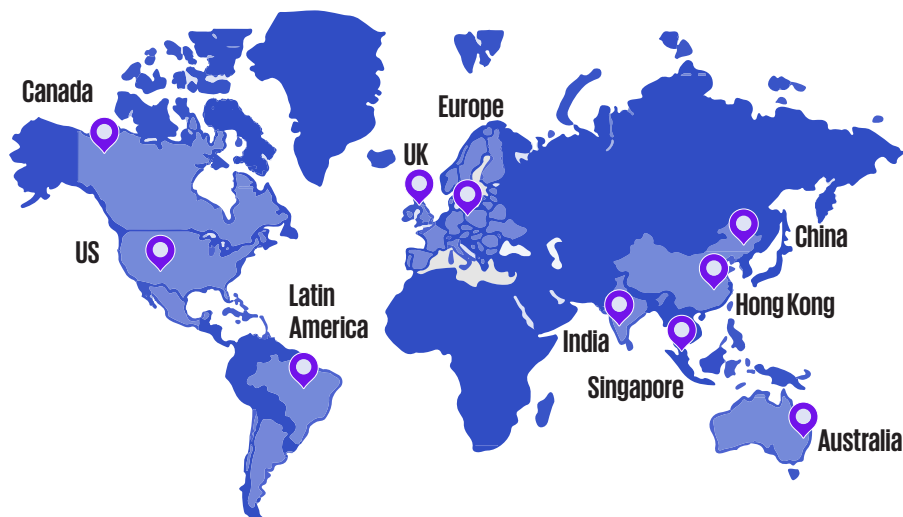 Canada
Europe
UK
US
China
Latin
America
Hong Kong
India
Singapore
Australia